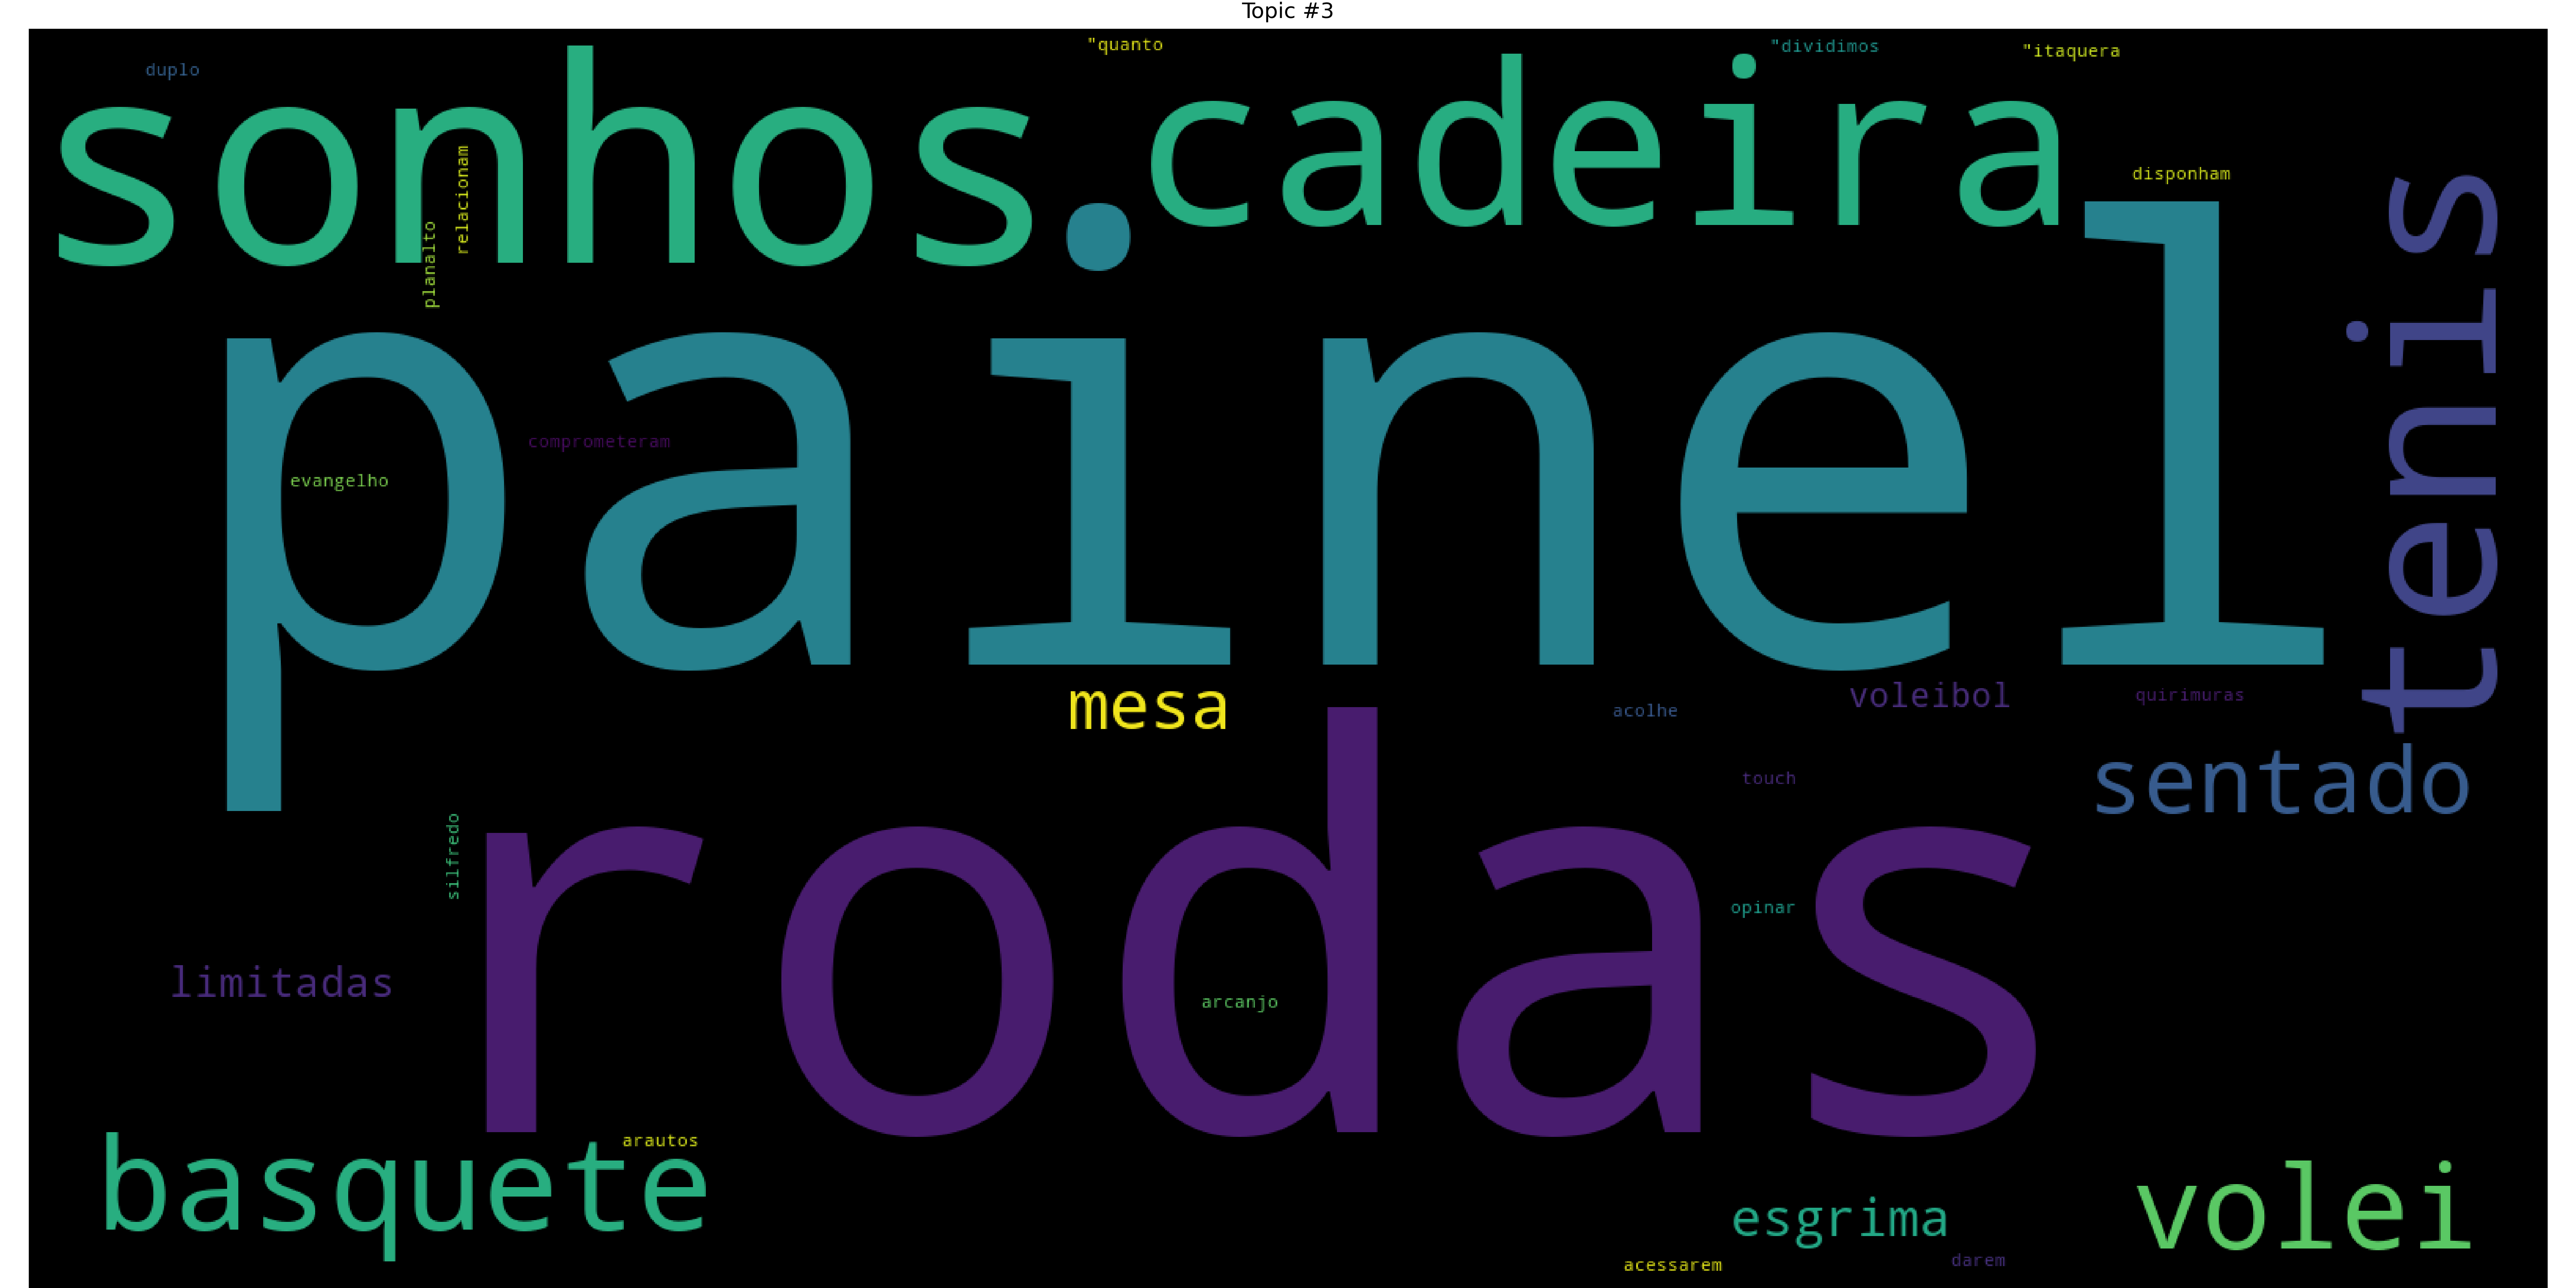 Topic #3
"quanto
"dividimos
"itaquera
duplo
sonhos
cadeira
relacionam
planalto
disponham
tenis
painel
comprometeram
evangelho
mesa
voleibol
quirimuras
acolhe
touch
sentado
rodas
silfredo
opinar
limitadas
arcanjo
basquete
arautos
esgrima
volei
acessarem
darem